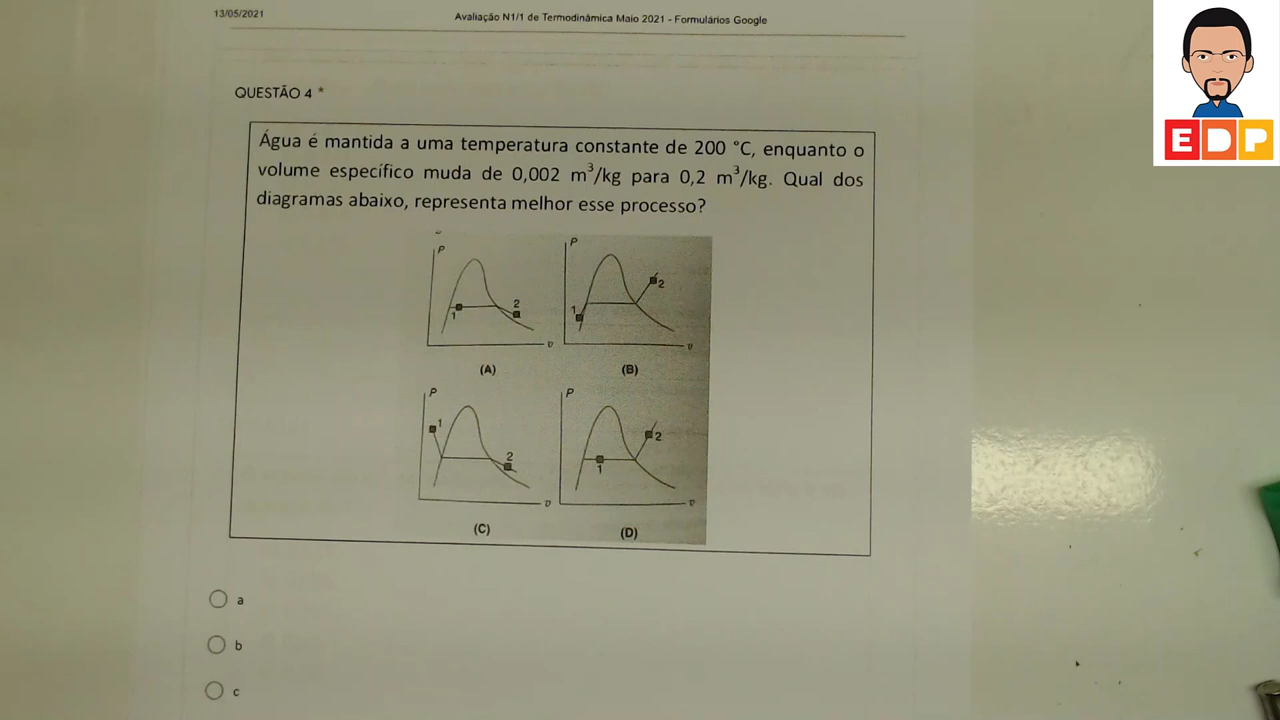 13/05/2021 Avaliação N1/1 de Termodinâmica Maio 2021 - Formulários Google
EDP
QUESTÃO 4 *
Água é mantida a uma temperatura constante de 200 °C, enquanto o
volume específico muda de 0,002 m³/kg para 0,2 m³/kg. Qual dos
diagramas abaixo, representa melhor esse processo?
P P
2 2
1 1
v v
(A) (B)
P P
1 2
2 1
v v
(C) (D)
a
b
c